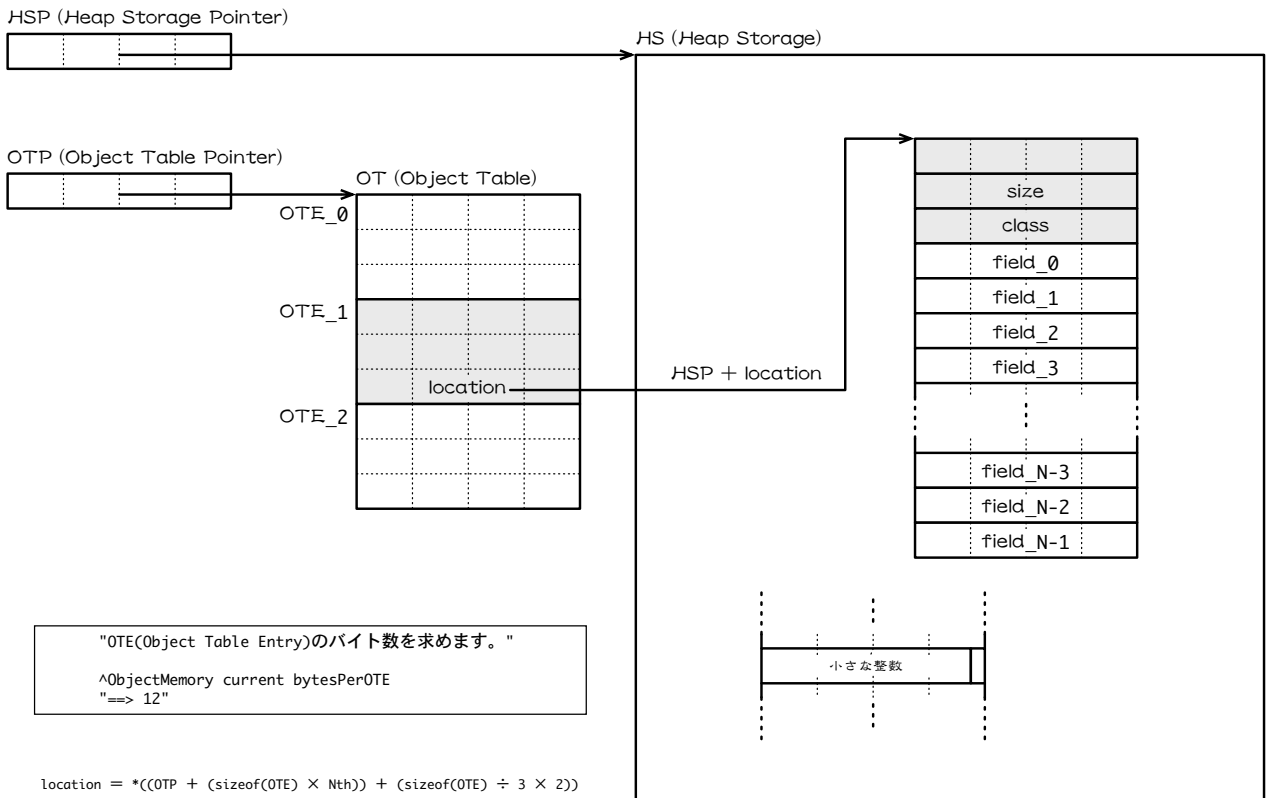 HSP (Heap Storage Pointer)
HS (Heap Storage)
OTP (Object Table Pointer)
OT (Object Table)
OTE_0
OTE_1
location
OTE_2
HSP + location
size
class
field_0
field_1
field_2
field_3
field_N-3
field_N-2
field_N-1
小さな整数
"OTE(Object Table Entry)のバイト数を求めます。"
^ObjectMemory current bytesPerOTE
"==> 12"
location = *((OTP + (sizeof(OTE) × Nth)) + (sizeof(OTE) ÷ 3 × 2))